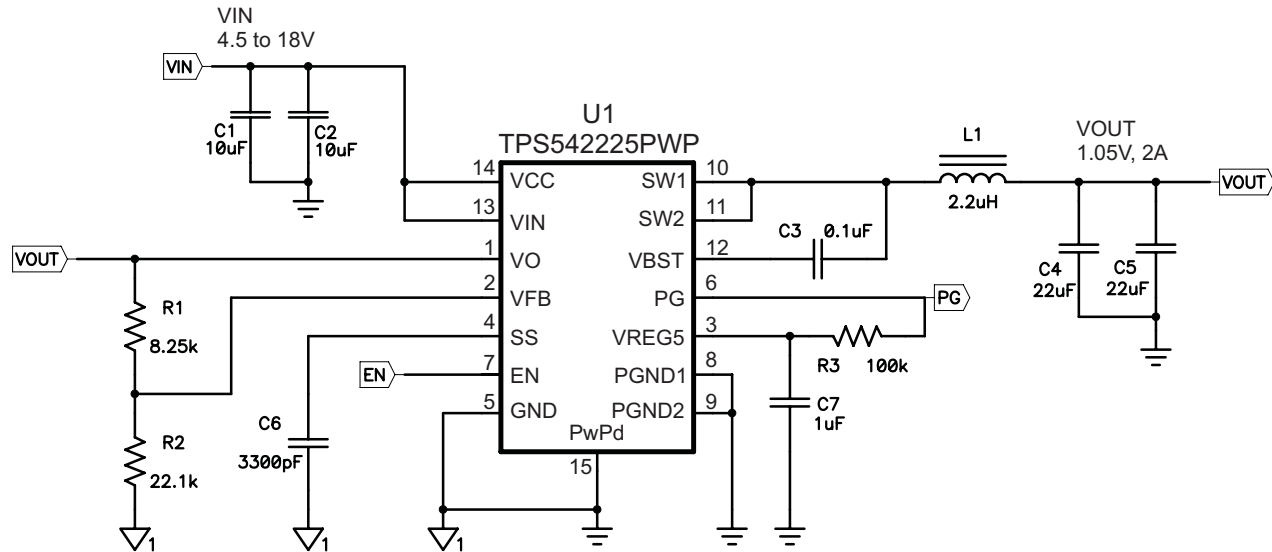 VIN
4.5 to 18V
VIN
C1
10uF
C2
10uF
U1
TPS542225PWP
14
VCC
13
VIN
1
VO
2
VFB
4
SS
7
EN
5
GND
PwPd
15
SW1
10
SW2
11
VBST
12
PG
6
VREG5
3
PGND1
8
PGND2
9
L1
2.2uH
VOUT
1.05V, 2A
VOUT
C3
0.1uF
C4
22uF
C5
22uF
PG
R3
100k
C7
1uF
VOUT
R1
8.25k
R2
22.1k
EN
C6
3300pF
1
1
1